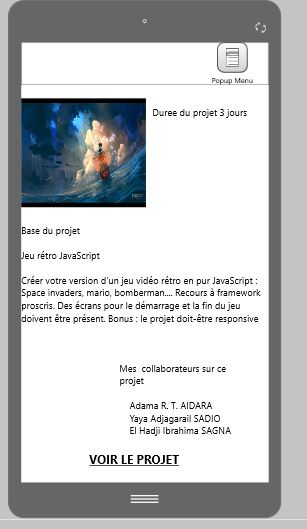 Popup Menu
Duree du projet 3 jours
Base du projet
Jeu rétro JavaScript
Créer votre version d'un jeu vidéo rétro en pur JavaScript :
Space invaders, mario, bomberman.... Recours à framework
proscris. Des écrans pour le démarrage et la fin du jeu
doivent être présent. Bonus : le projet doit-être responsive
Mes collaborateurs sur ce
projet
Adama R. T. AIDARA
Yaya Adjagarail SADIO
El Hadji Ibrahima SAGNA
VOIR LE PROJET